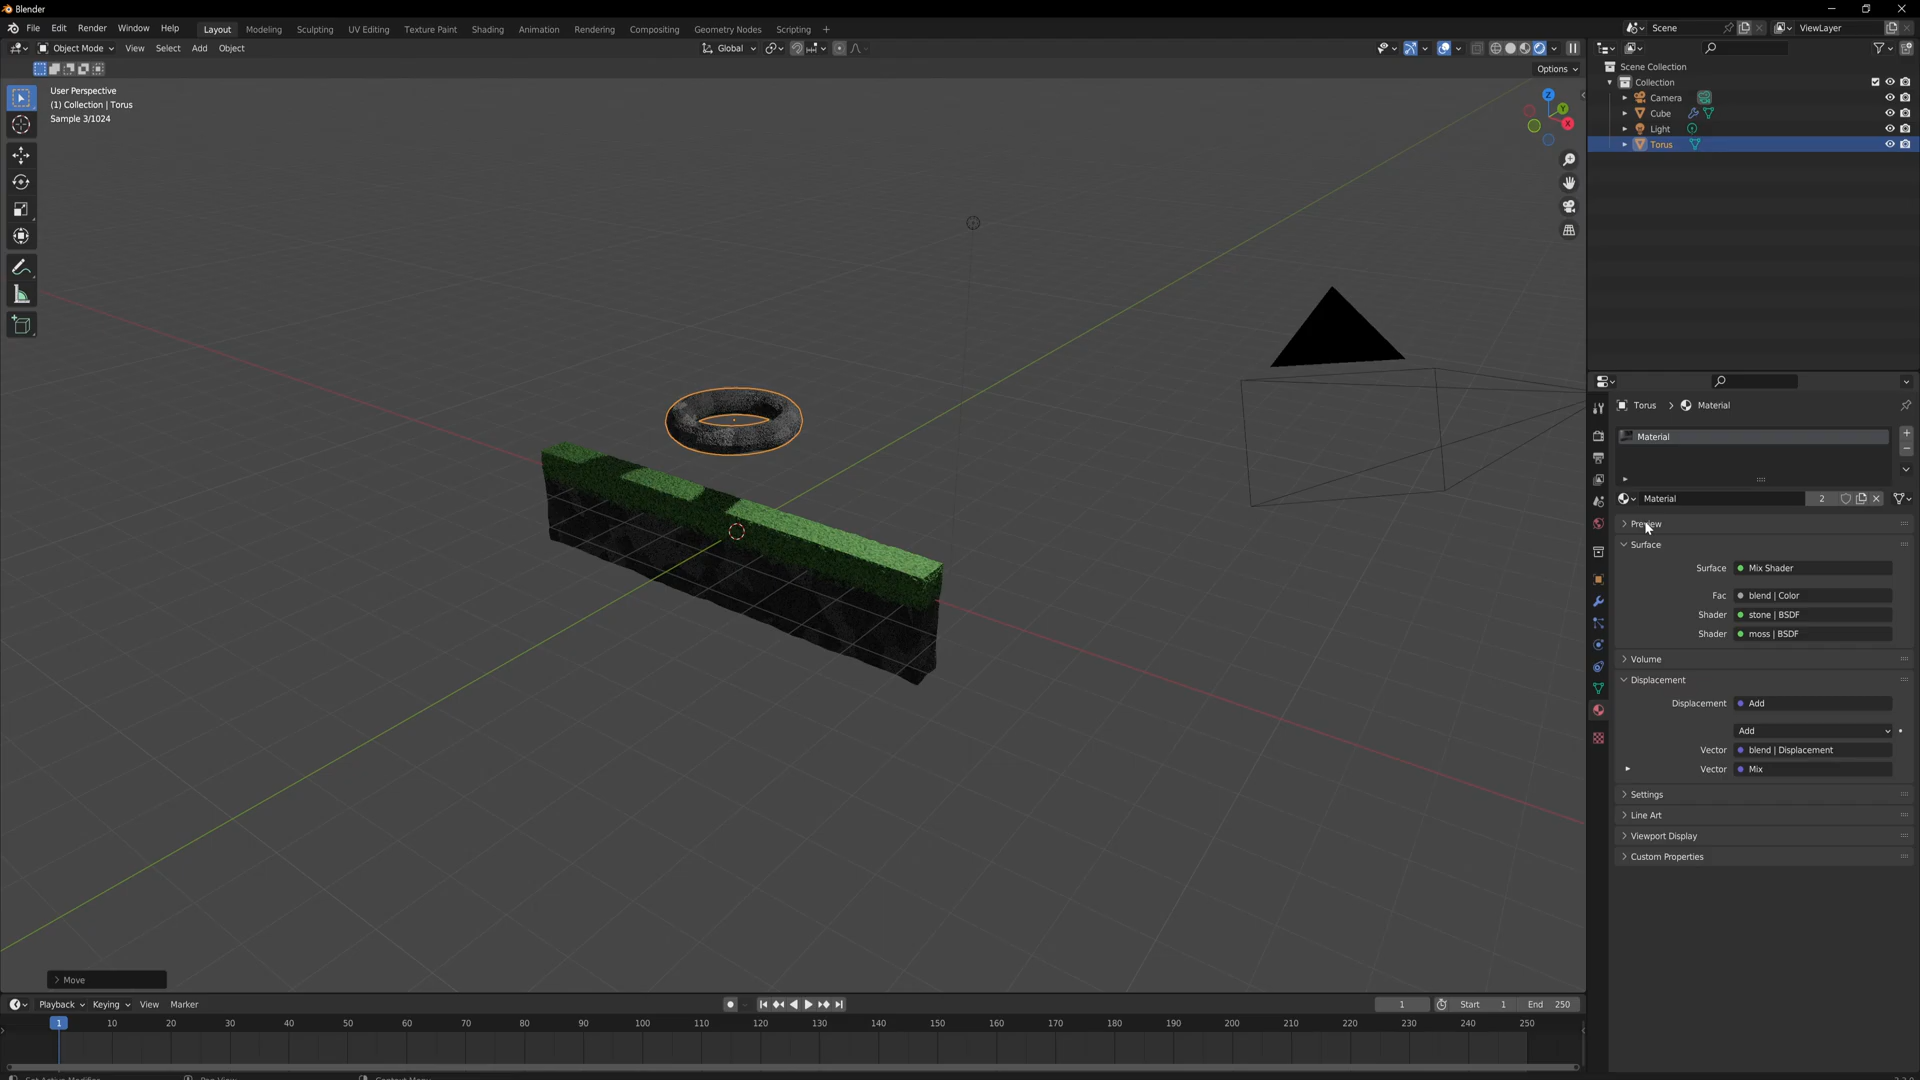 Blender
File Edit Render Window Help Layout Modeling Sculpting UV Editing Texture Paint Shading Animation Rendering Compositing Geometry Nodes Scripting +
Scene
ViewLayer
Object Mode View Select Add Object
Global
Options
User Perspective
(1) Collection | Torus
Sample 3/1024
Z
Y
X
Scene Collection
Collection
Camera
Cube
Light
Torus
Torus > Material
Material
Material 2
Preview
Surface
Surface Mix Shader
Fac blend | Color
Shader stone | BSDF
Shader moss | BSDF
Volume
Displacement
Displacement Add
Add
Vector blend | Displacement
Vector Mix
Settings
Line Art
Viewport Display
Custom Properties
> Move
Playback Keying View Marker
1 Start 1 End 250
1 10 20 30 40 50 60 70 80 90 100 110 120 130 140 150 160 170 180 190 200 210 220 230 240 250